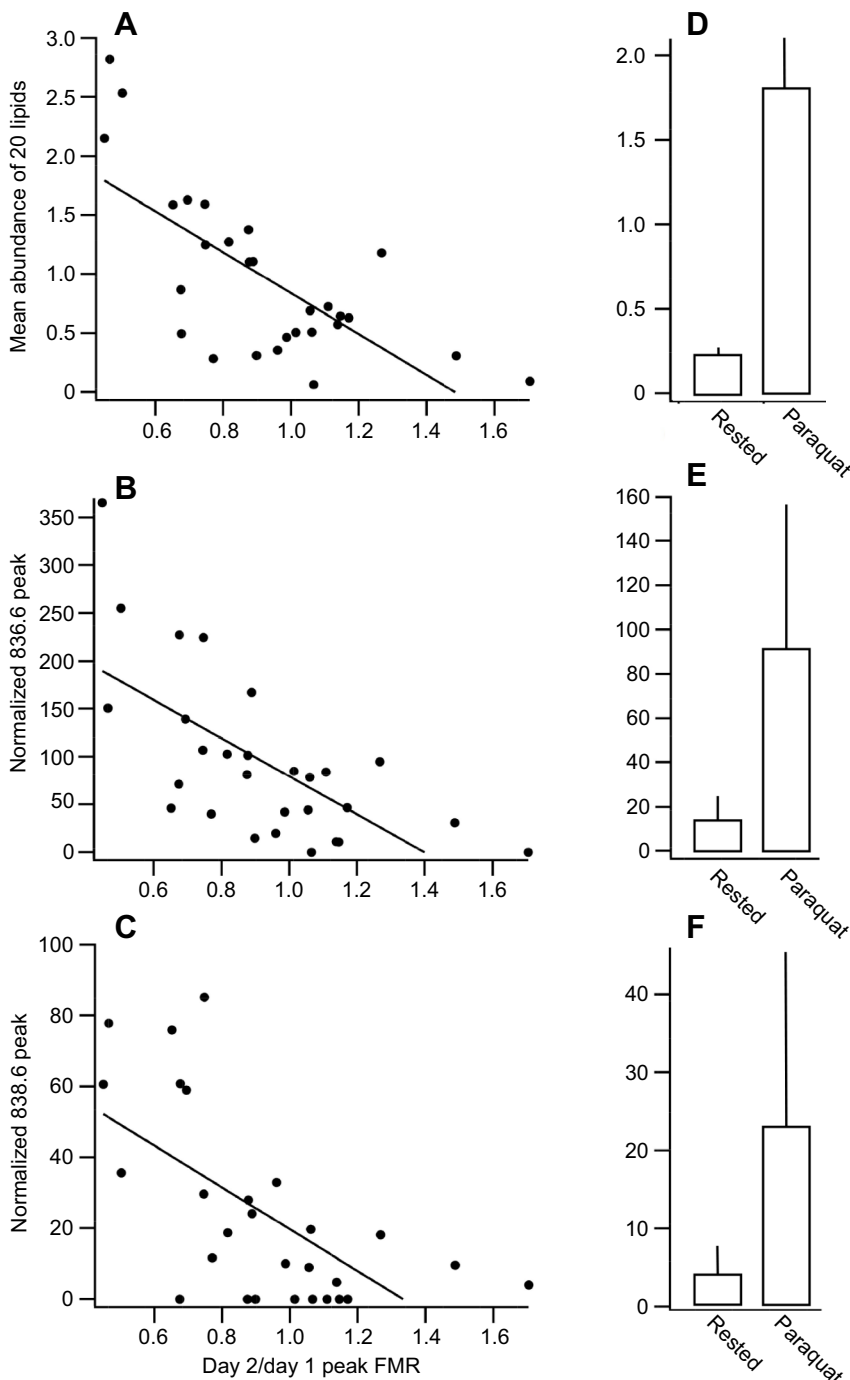 A
Mean abundance of 20 lipids
3.0
2.5
2.0
1.5
1.0
0.5
0
0.6 0.8 1.0 1.2 1.4 1.6
D
2.0
1.5
1.0
0.5
0
Rested
Paraquat
B
Normalized 836.6 peak
350
300
250
200
150
100
50
0
0.6 0.8 1.0 1.2 1.4 1.6
E
160
140
120
100
80
60
40
20
0
Rested
Paraquat
C
Normalized 838.6 peak
100
80
60
40
20
0
0.6 0.8 1.0 1.2 1.4 1.6
Day 2/day 1 peak FMR
F
40
30
20
10
0
Rested
Paraquat